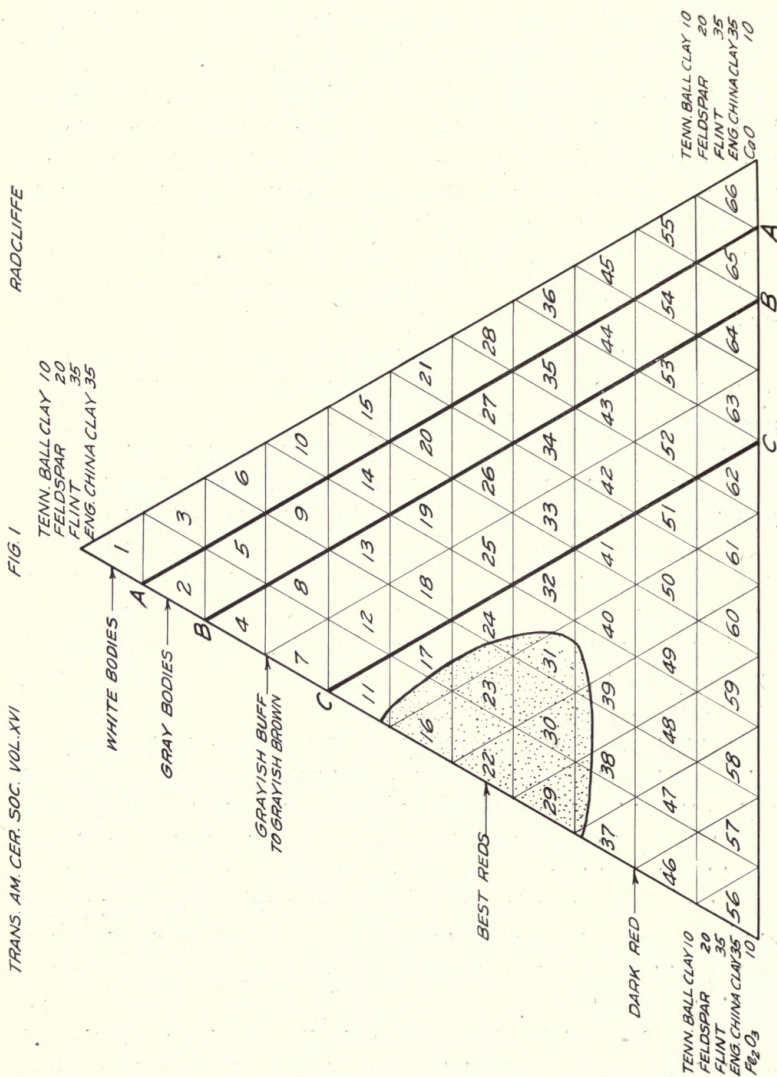 TRANS. AM. CER. SOC. VOL. XVI
FIG. 1
RADCLIFFE
TENN. BALL CLAY 10
FELDSPAR 20
FLINT 35
ENG. CHINA CLAY 35
WHITE BODIES
A
GRAY BODIES
B
GRAYISH BUFF
TO GRAYISH BROWN
C
BEST REDS
DARK RED
1
2 3
4 5 6
7 8 9 10
11 12 13 14 15
16 17 18 19 20 21
22 23 24 25 26 27 28
29 30 31 32 33 34 35 36
37 38 39 40 41 42 43 44 45
46 47 48 49 50 51 52 53 54 55
56 57 58 59 60 61 62 63 64 65 66
C B A
TENN. BALL CLAY 10
FELDSPAR 20
FLINT 35
ENG. CHINA CLAY 35
Fe2O3 10
TENN. BALL CLAY 10
FELDSPAR 20
FLINT 35
ENG. CHINA CLAY 35
CaO 10